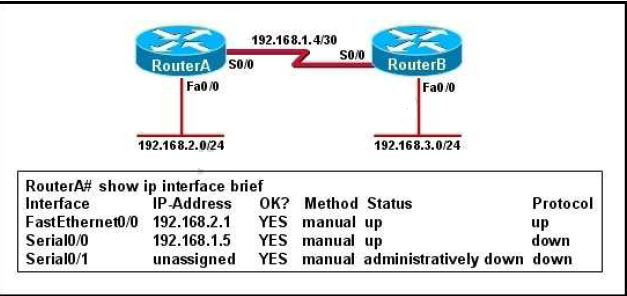 192.168.1.4/30
RouterA S0/0 S0/0 RouterB
Fa0/0 Fa0/0
192.168.2.0/24 192.168.3.0/24
RouterA# show ip interface brief
Interface IP-Address OK? Method Status Protocol
FastEthernet0/0 192.168.2.1 YES manual up up
Serial0/0 192.168.1.5 YES manual up down
Serial0/1 unassigned YES manual administratively down down